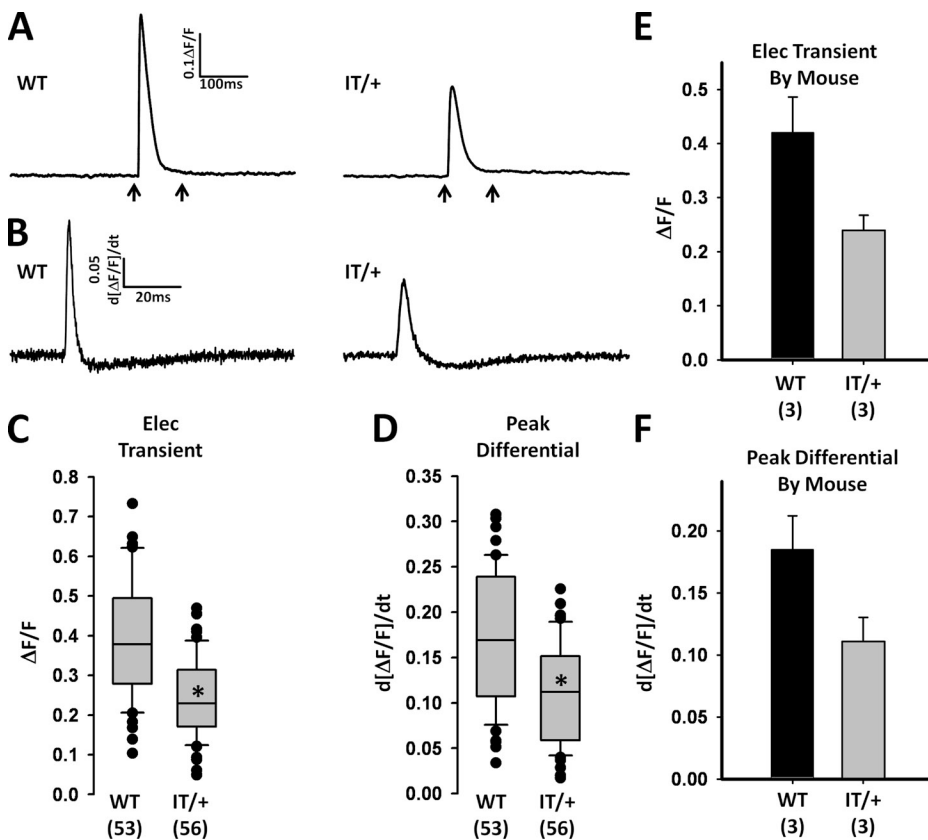 A
WT
0.1ΔF/F
100ms
IT/+
B
WT
0.05
d[ΔF/F]/dt
20ms
IT/+
C
Elec
Transient
ΔF/F
0.8
0.7
0.6
0.5
0.4
0.3
0.2
0.1
0.0
*
WT
IT/+
(53)
(56)
D
Peak
Differential
d[ΔF/F]/dt
0.35
0.30
0.25
0.20
0.15
0.10
0.05
0.00
*
WT
IT/+
(53)
(56)
E
Elec Transient
By Mouse
ΔF/F
0.5
0.4
0.3
0.2
0.1
0.0
WT
IT/+
(3)
(3)
F
Peak Differential
By Mouse
d[ΔF/F]/dt
0.20
0.15
0.10
0.05
0.00
WT
IT/+
(3)
(3)